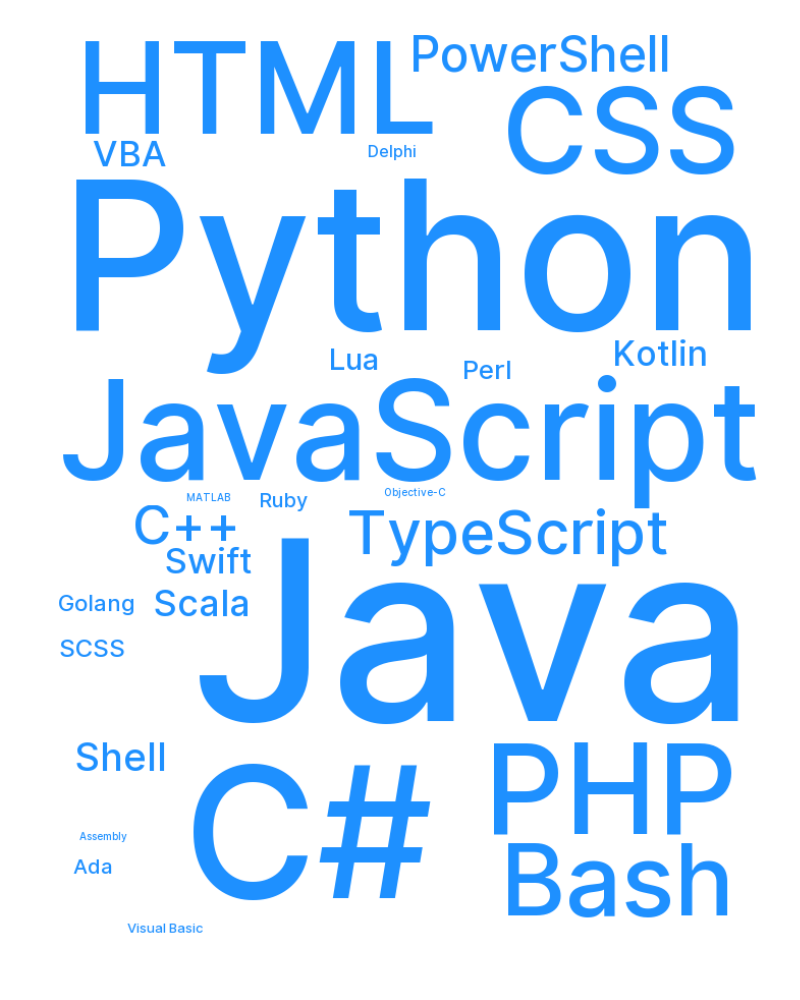 HTML
PowerShell
CSS
VBA
Delphi
Python
Lua
Perl
Kotlin
JavaScript
MATLAB
Ruby
Objective-C
C++
TypeScript
Swift
Java
Golang
Scala
SCSS
Shell
C#
PHP
Assembly
Ada
Bash
Visual Basic